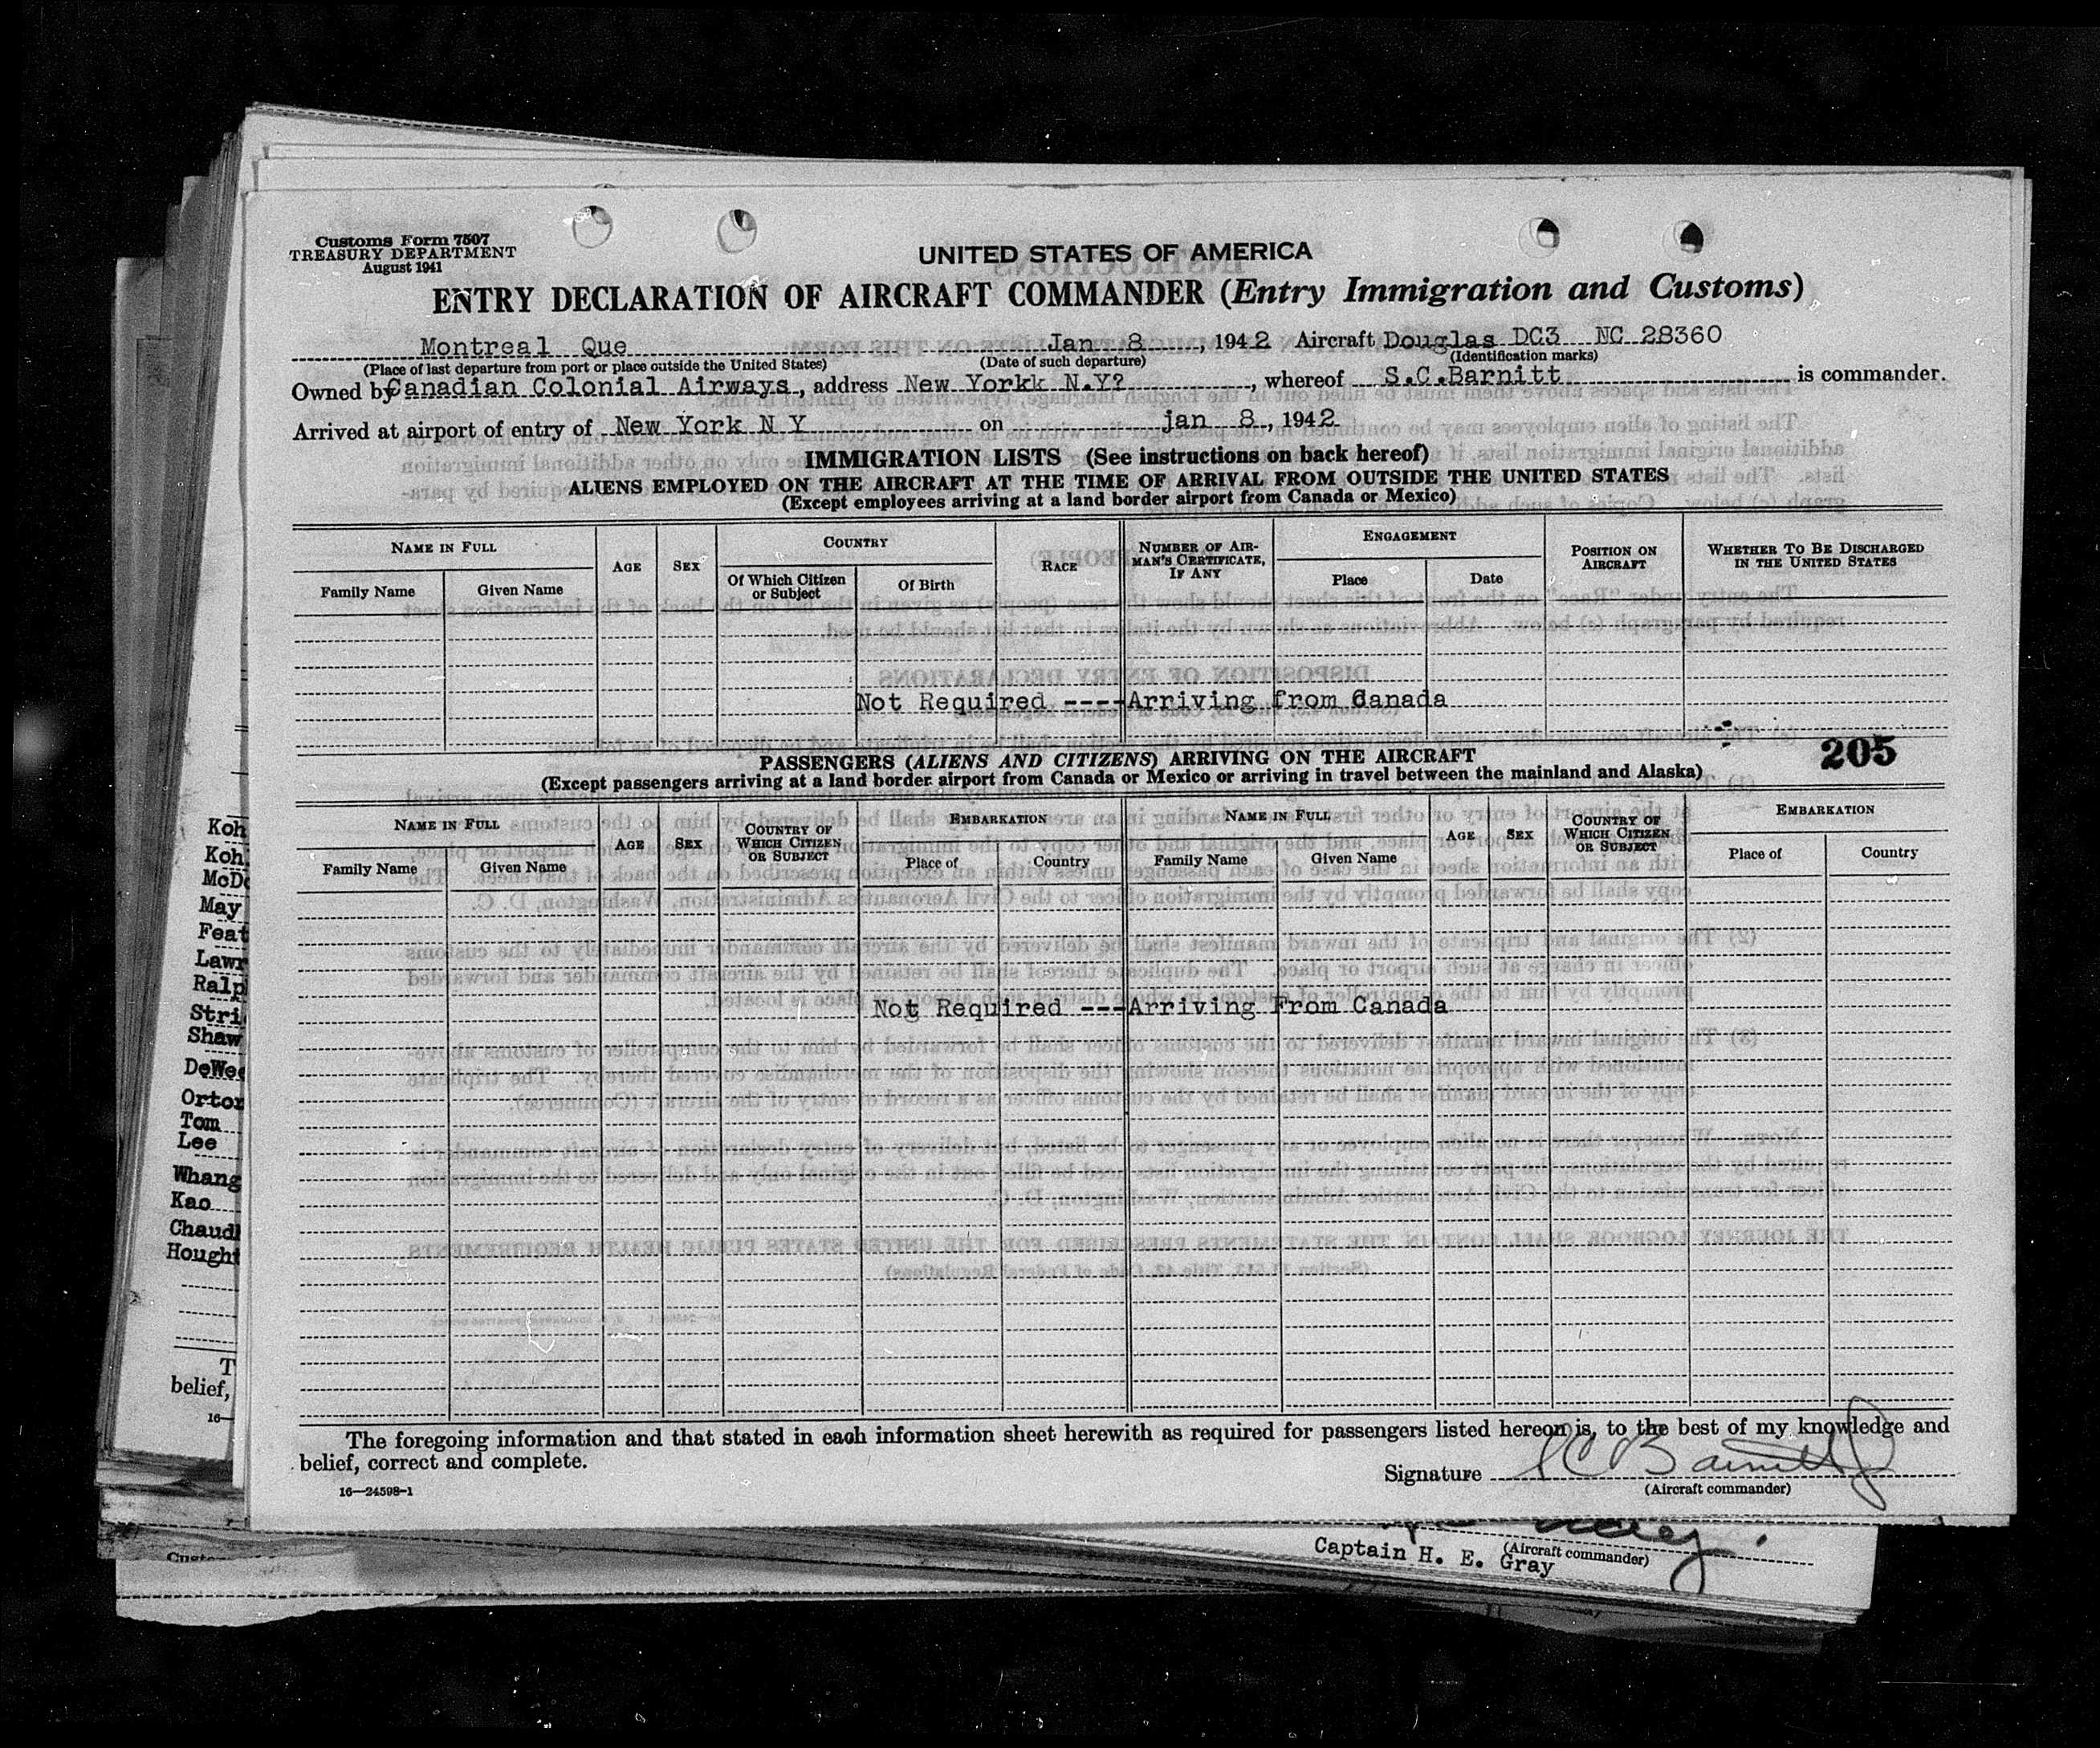 Customs Form 7507
TREASURY DEPARTMENT
August 1941
UNITED STATES OF AMERICA
ENTRY DECLARATION OF AIRCRAFT COMMANDER (Entry Immigration and Customs)
Montreal Que Jan 8, 1942 Aircraft Douglas DC3 NC 28360
(Place of last departure from port or place outside the United States) (Date of such departure) (Identification marks)
Owned by Canadian Colonial Airways, address New Yorkk N.Y?, whereof S.C.Barnitt is commander.
Arrived at airport of entry of New York N Y on jan 8, 1942
IMMIGRATION LISTS (See instructions on back hereof)
ALIENS EMPLOYED ON THE AIRCRAFT AT THE TIME OF ARRIVAL FROM OUTSIDE THE UNITED STATES
(Except employees arriving at a land border airport from Canada or Mexico)
NAME IN FULL AGE SEX COUNTRY RACE NUMBER OF AIR-MAN'S CERTIFICATE, IF ANY ENGAGEMENT POSITION ON AIRCRAFT WHETHER TO BE DISCHARGED IN THE UNITED STATES
Family Name Given Name Of Which Citizen or Subject Of Birth Place Date
Not Required ----Arriving from Canada
205
PASSENGERS (ALIENS AND CITIZENS) ARRIVING ON THE AIRCRAFT
(Except passengers arriving at a land border airport from Canada or Mexico or arriving in travel between the mainland and Alaska)
NAME IN FULL AGE SEX COUNTRY OF WHICH CITIZEN OR SUBJECT EMBARKATION NAME IN FULL AGE SEX COUNTRY OF WHICH CITIZEN OR SUBJECT EMBARKATION
Family Name Given Name Place of Country Family Name Given Name Place of Country
Not Required ---Arriving From Canada
The foregoing information and that stated in each information sheet herewith as required for passengers listed hereon is, to the best of my knowledge and
belief, correct and complete.
Signature S C Barnitt
(Aircraft commander)
16—24598-1
Koh
Koh
McDo
May
Feat
Lawr
Ralp
Stri
Shaw
DeWee
Orton
Tom
Lee
Whang
Kao
Chaudh
Hought
T
belief,
16—
(Aircraft commander)
Captain H. E. Gray